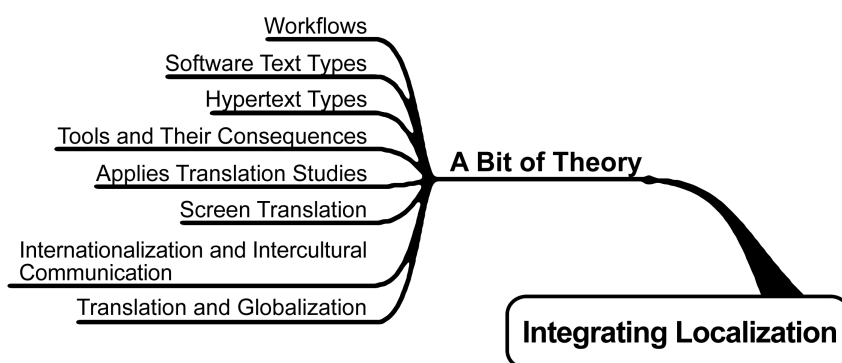 Workflows
Software Text Types
Hypertext Types
Tools and Their Consequences
Applies Translation Studies
Screen Translation
Internationalization and Intercultural
Communication
Translation and Globalization
A Bit of Theory
Integrating Localization